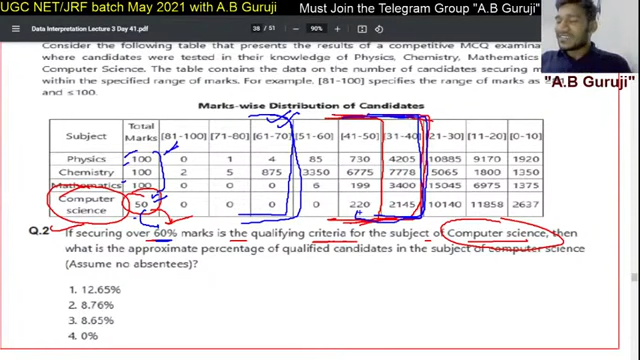 UGC NET/JRF batch May 2021 with A.B Guruji
Must Join the Telegram Group "A.B Guruji"
38 / 51
90%
Consider the following table that presents the results of a competitive MCQ examina
where candidates were tested in their knowledge of Physics, Chemistry, Mathematics
Computer Science. The table contains the data on the number of candidates securing m
within the specified range of marks. For example, [81-100] specifies the range of marks as
and ≤100.
"A.B Guruji"
Marks-wise Distribution of Candidates
Subject Total Marks [81-100] [71-80] [61-70] [51-60] [41-50] [31-40] [21-30] [11-20] [0-10]
Physics 100 0 1 4 85 730 4205 10885 9170 1920
Chemistry 100 2 5 875 3350 6775 7778 5065 1800 1350
Mathematics 100 0 0 0 6 199 3400 15045 6975 1375
Computer science 50 0 0 0 0 220 2145 10140 11858 2637
Q.2 If securing over 60% marks is the qualifying criteria for the subject of Computer science, then
what is the approximate percentage of qualified candidates in the subject of computer science?
(Assume no absentees)
1. 12.65%
2. 8.76%
3. 8.65%
4. 0%